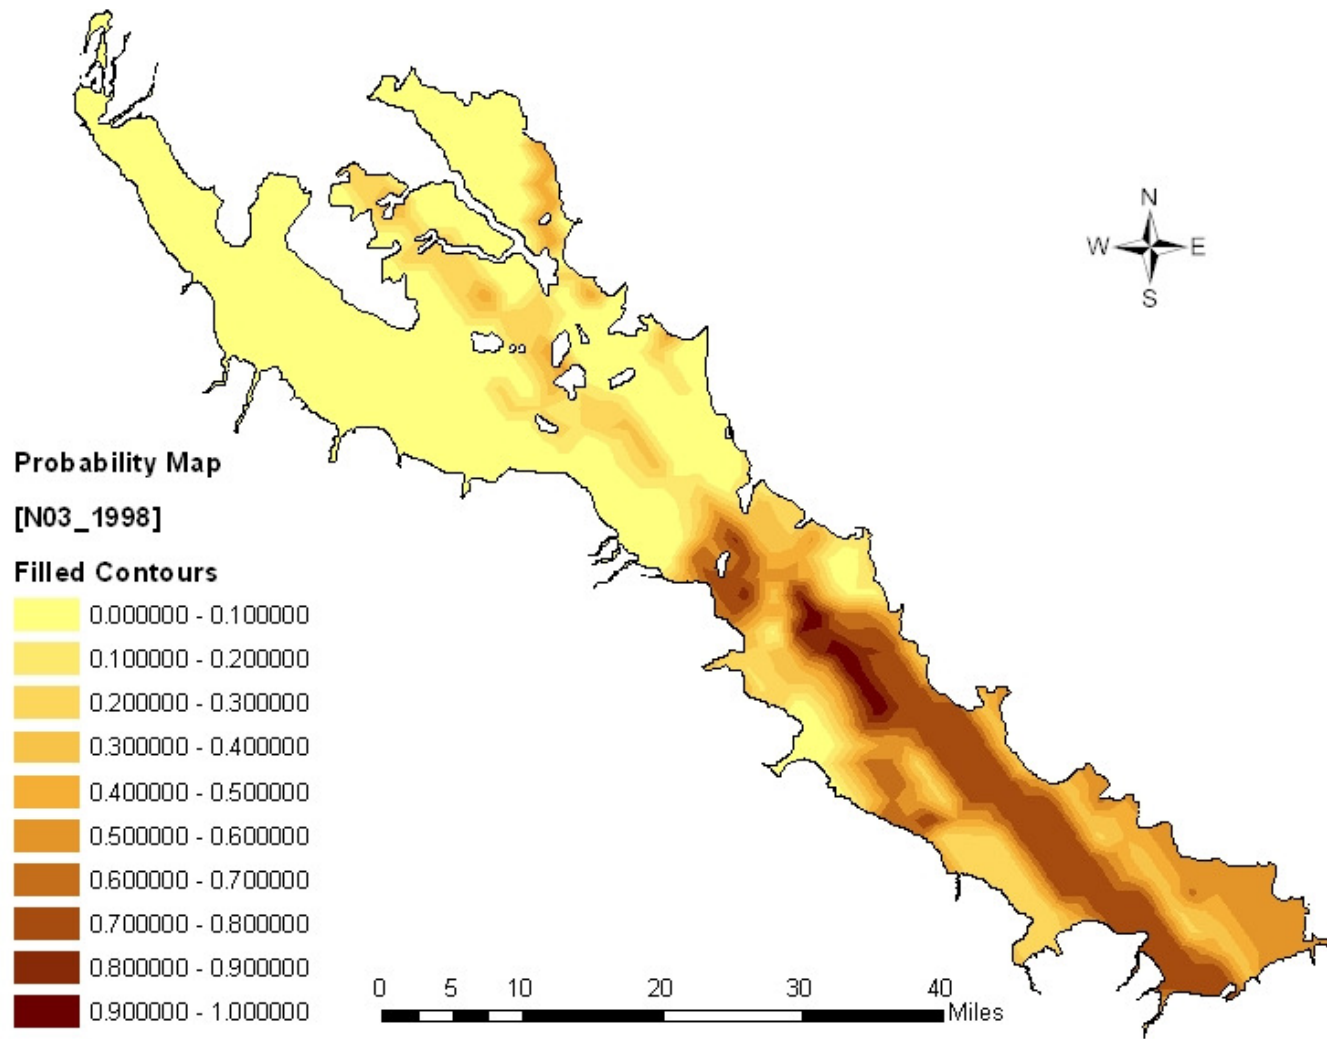 N
W E
S
Probability Map
[N03_1998]
Filled Contours
0.000000 - 0.100000
0.100000 - 0.200000
0.200000 - 0.300000
0.300000 - 0.400000
0.400000 - 0.500000
0.500000 - 0.600000
0.600000 - 0.700000
0.700000 - 0.800000
0.800000 - 0.900000
0.900000 - 1.000000
0 5 10 20 30 40
Miles